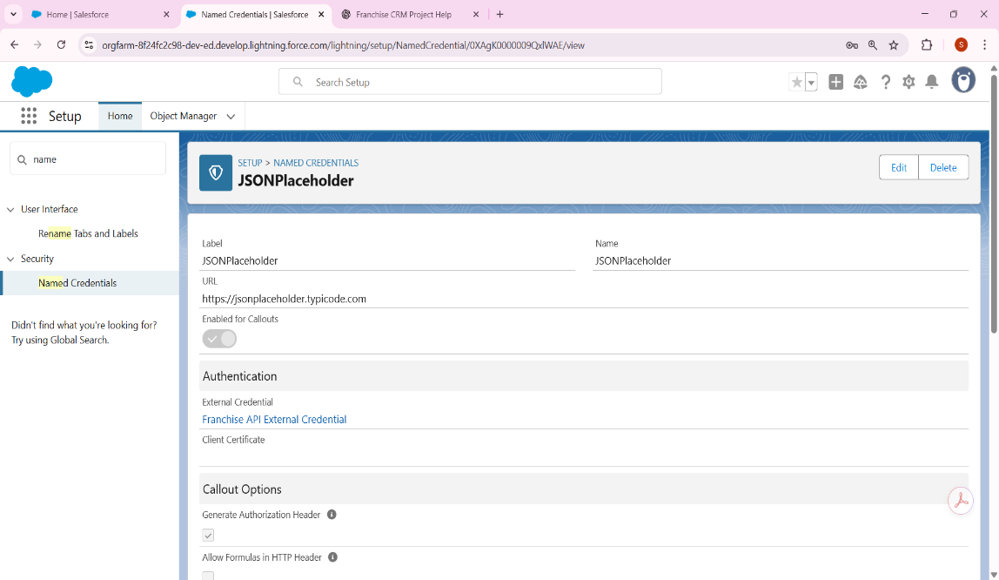 Home | Salesforce
Named Credentials | Salesforce
Franchise CRM Project Help
orgfarm-8f24fc2c98-dev-ed.develop.lightning.force.com/lightning/setup/NamedCredential/0XAgK0000009QxlWAE/view
S
Search Setup
Setup
Home
Object Manager
name
User Interface
Rename Tabs and Labels
Security
Named Credentials
Didn't find what you're looking for?
Try using Global Search.
SETUP > NAMED CREDENTIALS
JSONPlaceholder
Edit
Delete
Label
Name
JSONPlaceholder
JSONPlaceholder
URL
https://jsonplaceholder.typicode.com
Enabled for Callouts
Authentication
External Credential
Franchise API External Credential
Client Certificate
Callout Options
Generate Authorization Header
Allow Formulas in HTTP Header